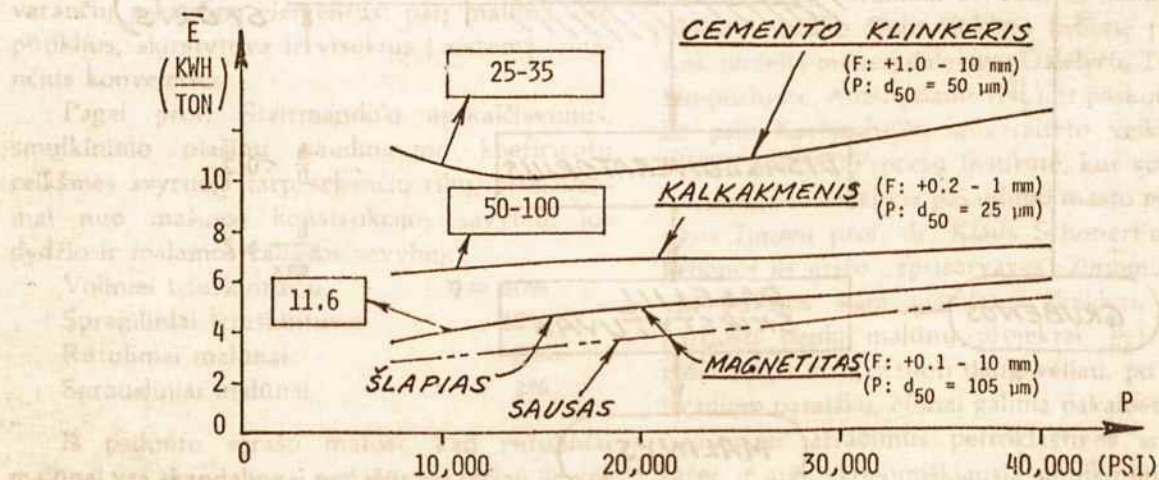 E
(KWH/TON)
CEMENTO KLINKERIS
(F: +1.0 - 10 mm)
(P: d50 = 50 μm)
25-35
10
KALKAKMENIS (F: +0.2 - 1 mm)
(P: d50 = 25 μm)
50-100
8
6
11.6
4
MAGNETITAS (F: +0.1 - 10 mm)
(P: d50 = 105 μm)
ŠLAPIAS
SAUSAS
2
0
P
0
10,000
20,000
30,000
40,000 (PSI)